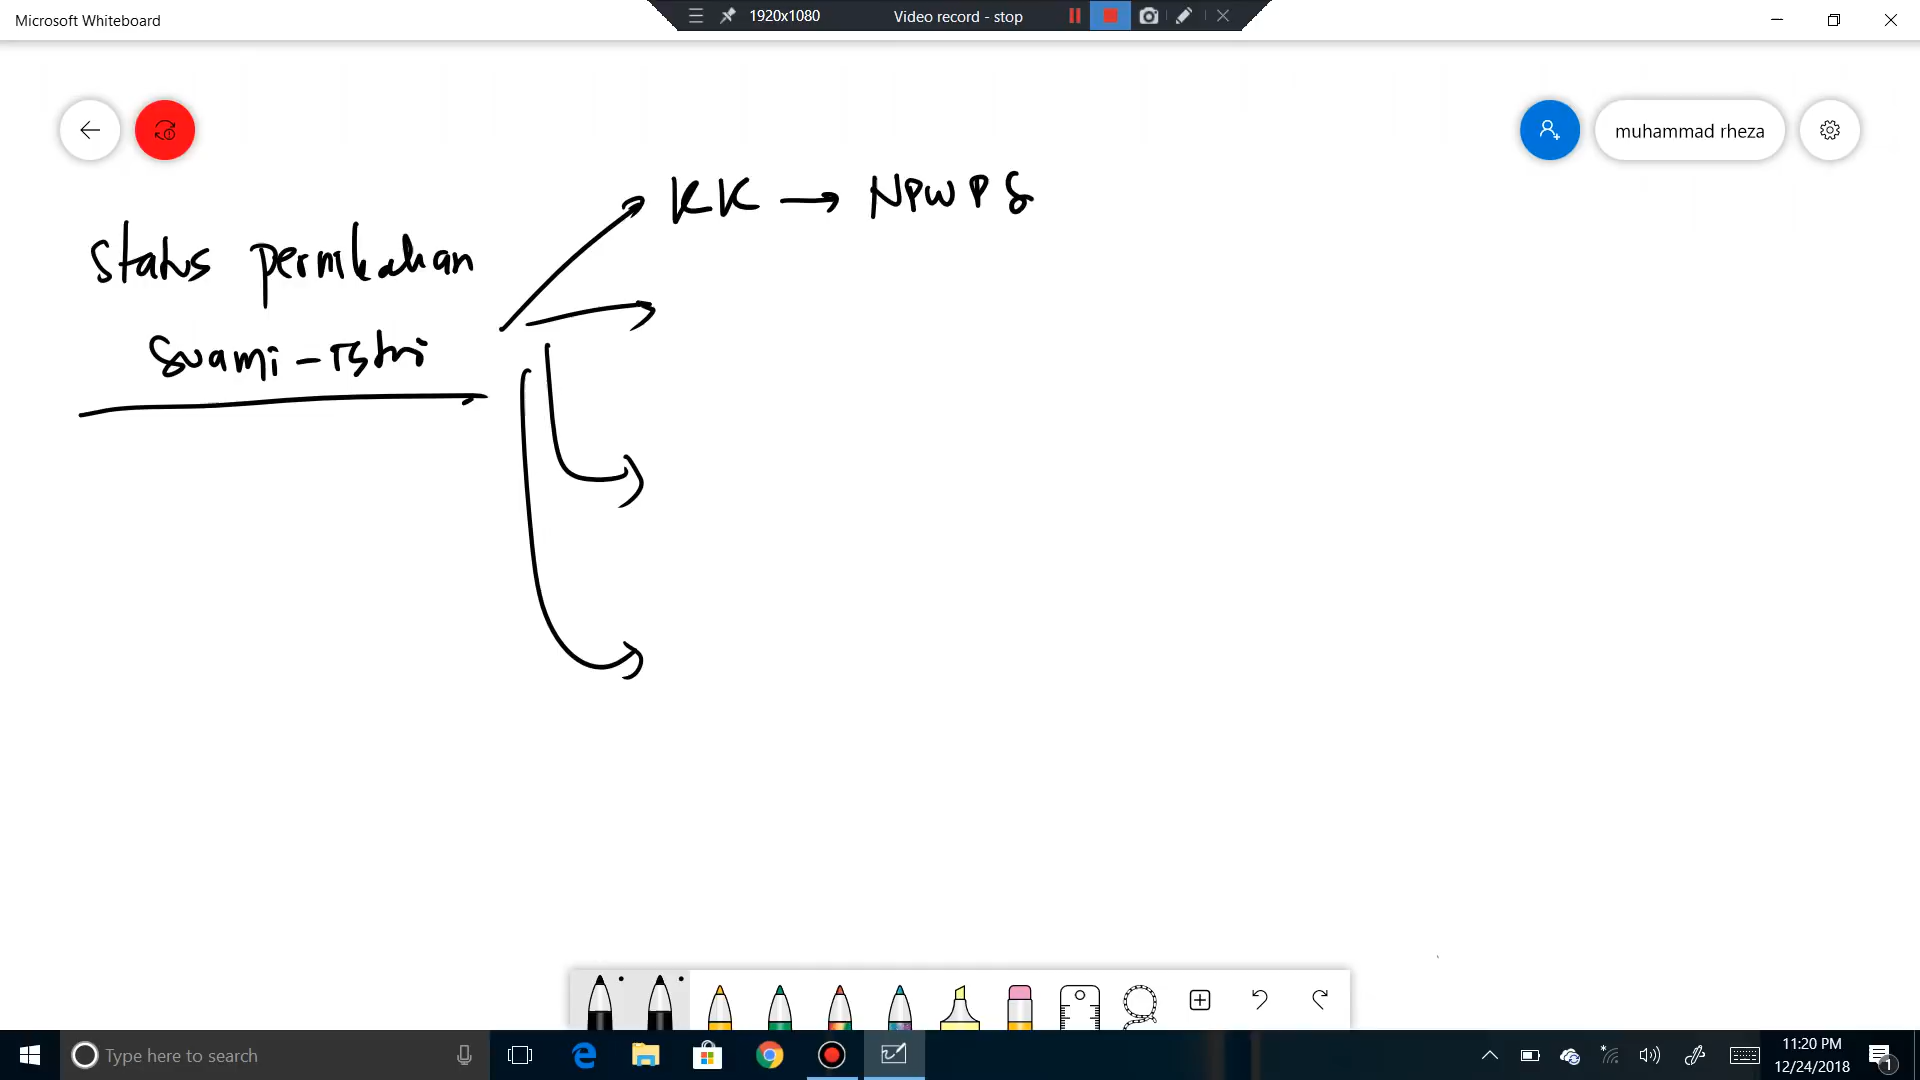 Microsoft Whiteboard
1920x1080
Video record - stop
muhammad rheza
KK → NPWP S
Status pernikahan
Suami - Istri
Type here to search
11:20 PM
12/24/2018
1